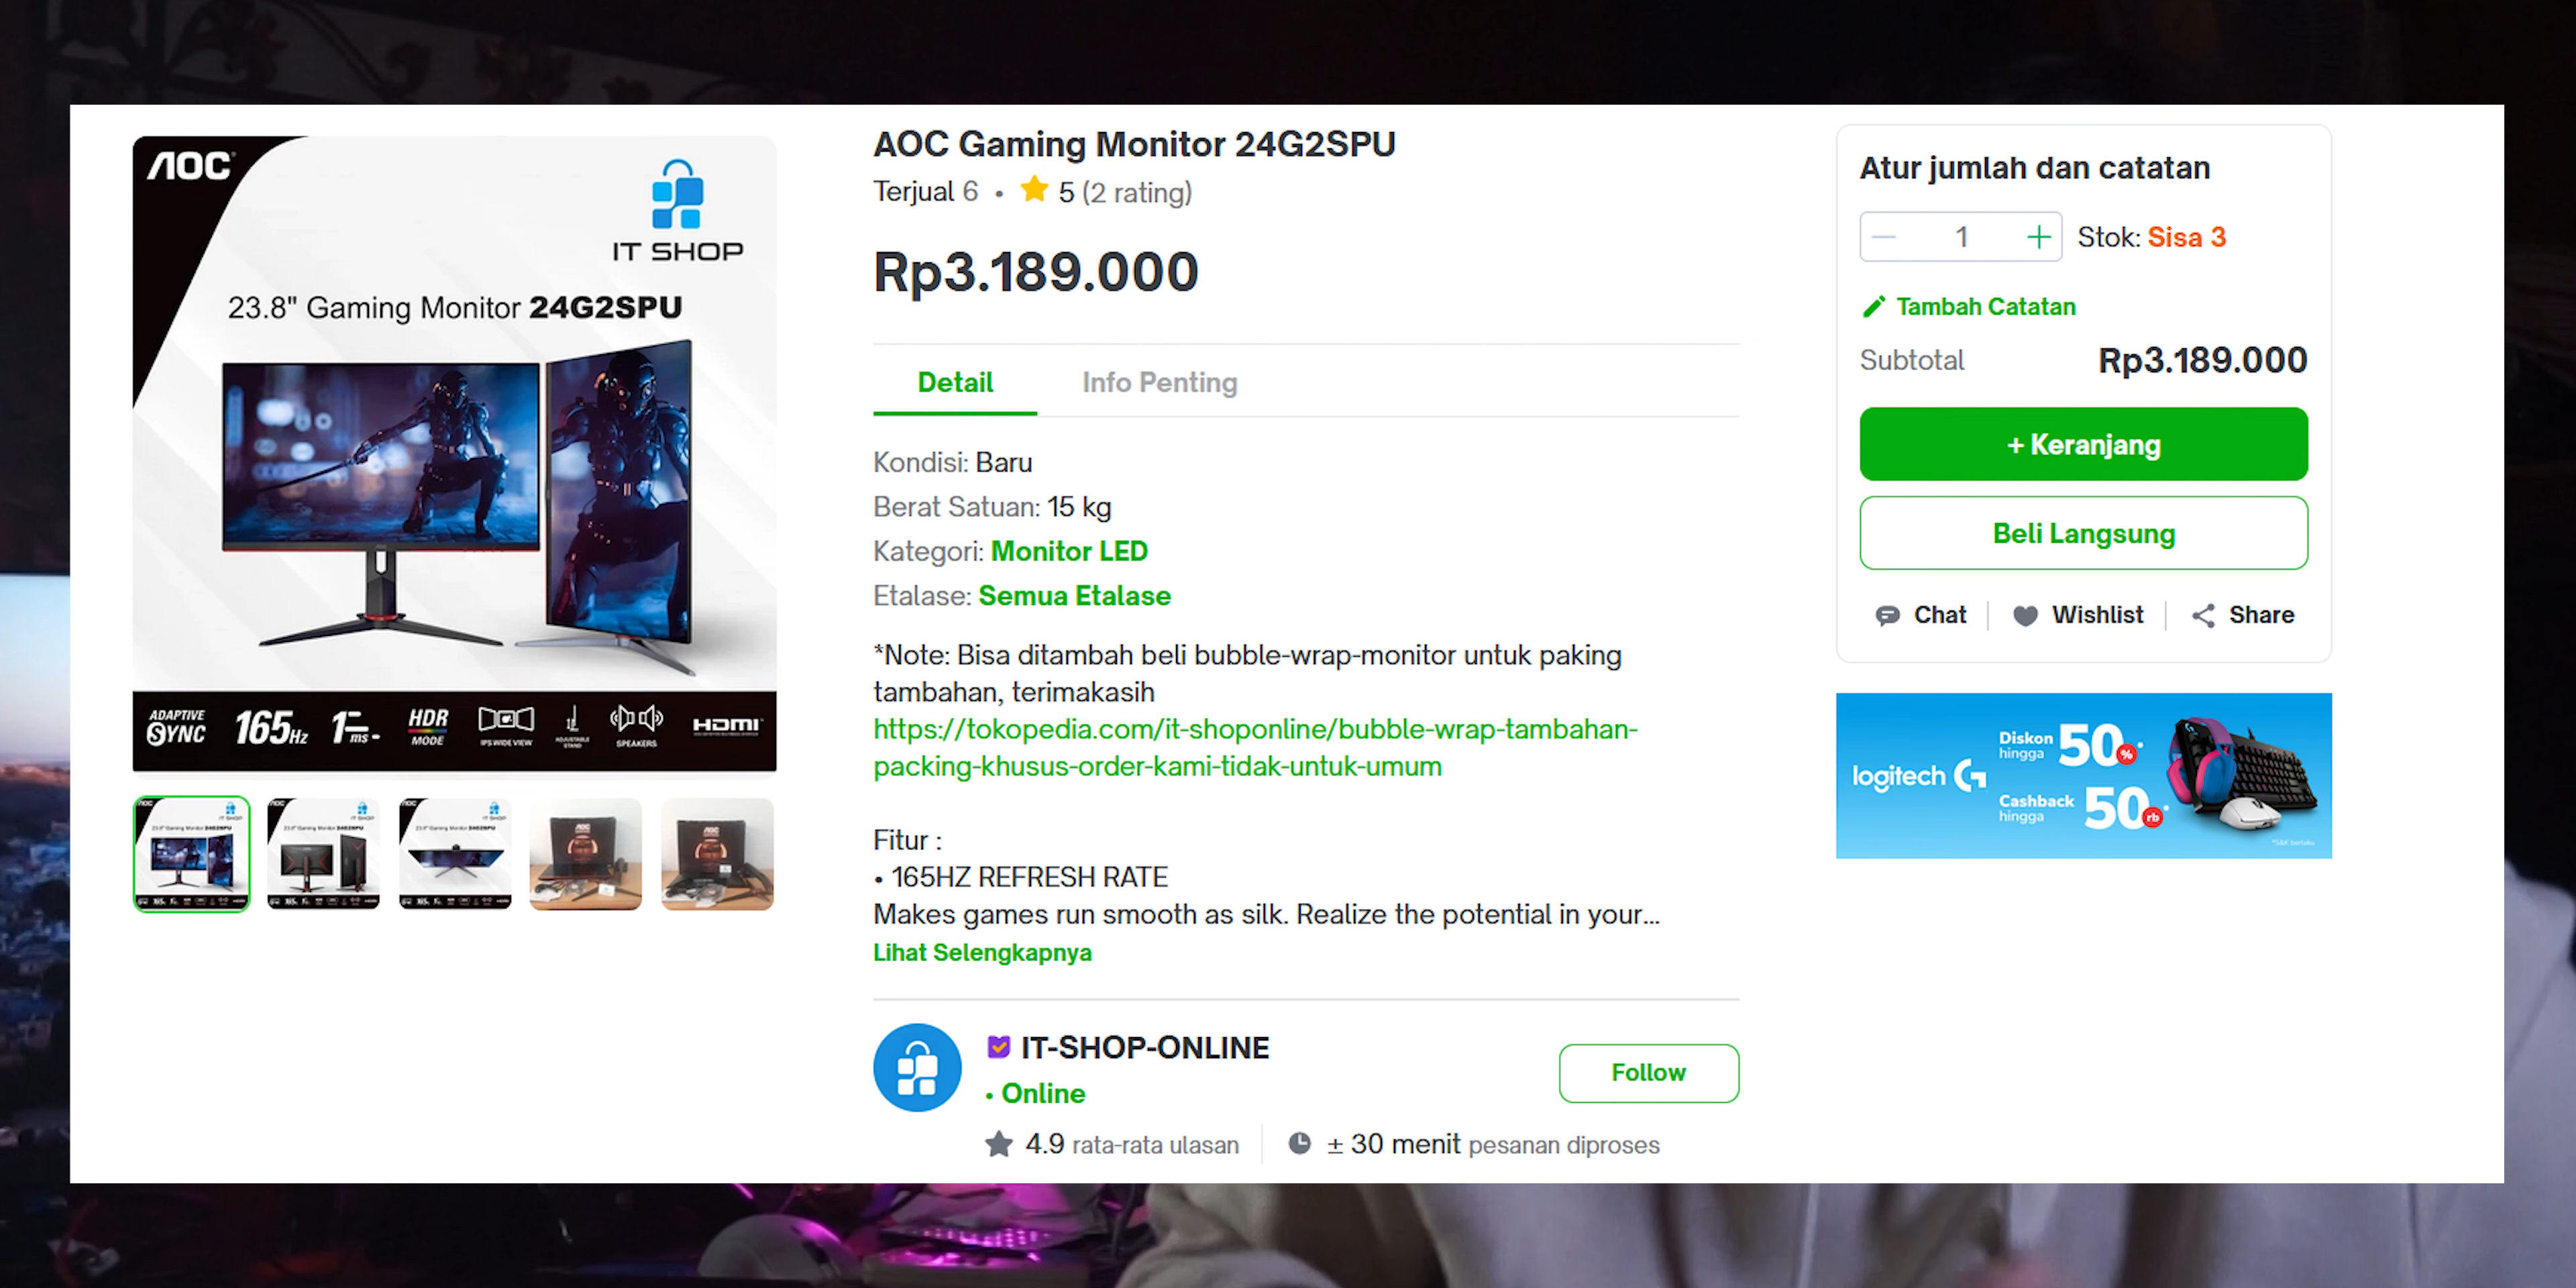 AOC
IT SHOP
23.8" Gaming Monitor 24G2SPU
ADAPTIVE
SYNC
165Hz
1ms
HDR
MODE
IPS WIDE VIEW
ADJUSTABLE
STAND
SPEAKERS
HDMI
AOC Gaming Monitor 24G2SPU
Terjual 6 • 5 (2 rating)
Rp3.189.000
Detail
Info Penting
Kondisi: Baru
Berat Satuan: 15 kg
Kategori: Monitor LED
Etalase: Semua Etalase
*Note: Bisa ditambah beli bubble-wrap-monitor untuk paking
tambahan, terimakasih
https://tokopedia.com/it-shoponline/bubble-wrap-tambahan-
packing-khusus-order-kami-tidak-untuk-umum
Fitur :
• 165HZ REFRESH RATE
Makes games run smooth as silk. Realize the potential in your...
Lihat Selengkapnya
IT-SHOP-ONLINE
• Online
Follow
4.9 rata-rata ulasan
± 30 menit pesanan diproses
Atur jumlah dan catatan
1
Stok: Sisa 3
Tambah Catatan
Subtotal Rp3.189.000
+ Keranjang
Beli Langsung
Chat
Wishlist
Share
logitech G
Diskon
hingga
50%*
Cashback
hingga
50rb*
*S&K berlaku